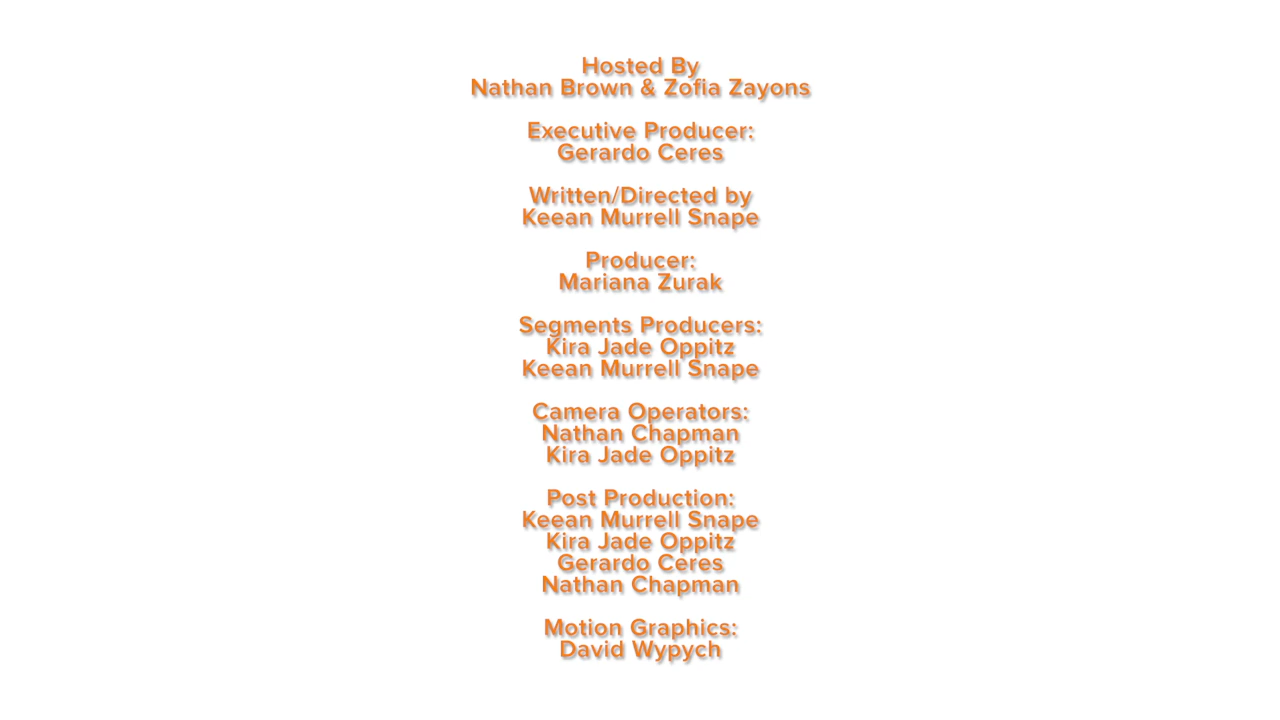 Hosted By
Nathan Brown & Zofia Zayons
Executive Producer:
Gerardo Ceres
Written/Directed by
Keean Murrell Snape
Producer:
Mariana Zurak
Segments Producers:
Kira Jade Oppitz
Keean Murrell Snape
Camera Operators:
Nathan Chapman
Kira Jade Oppitz
Post Production:
Keean Murrell Snape
Kira Jade Oppitz
Gerardo Ceres
Nathan Chapman
Motion Graphics:
David Wypych